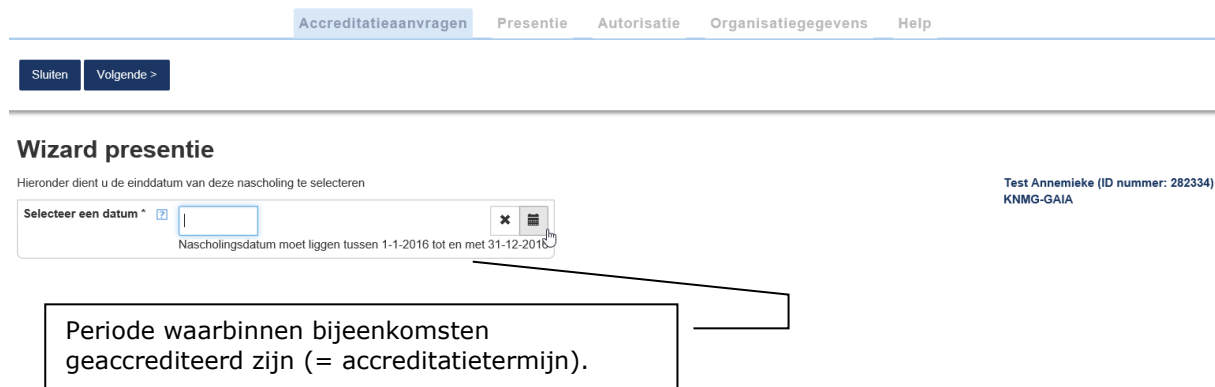 Accreditatieaanvragen Presentie Autorisatie Organisatiegegevens Help
Sluiten Volgende >
Wizard presentie
Hieronder dient u de einddatum van deze nascholing te selecteren
Test Annemieke (ID nummer: 282334)
KNMG-GAIA
Selecteer een datum * ?
Nascholingsdatum moet liggen tussen 1-1-2016 tot en met 31-12-2016
Periode waarbinnen bijeenkomsten
geaccrediteerd zijn (= accreditatietermijn).